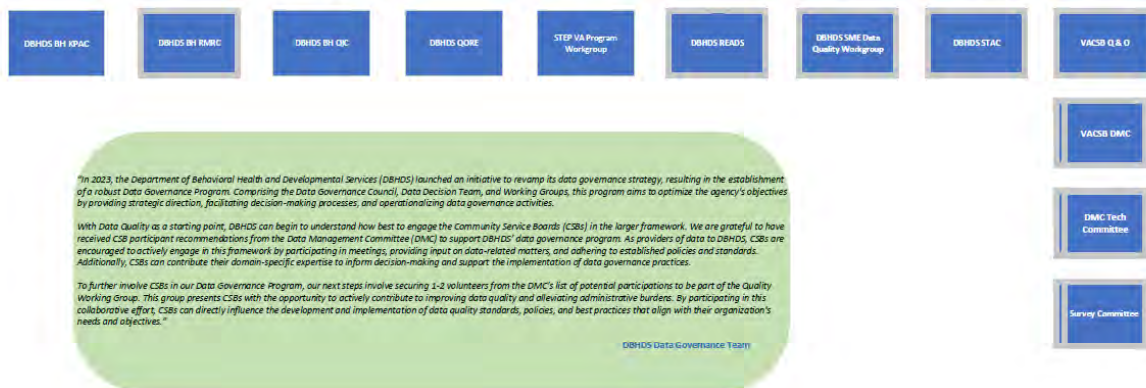 DBHDS BH KPAC
DBHDS BH RMRC
DBHDS BH QIC
DBHDS QORE
STEP VA Program
Workgroup
DBHDS READS
DBHDS SME Data
Quality Workgroup
DBHDS STAC
VACSB Q & O
VACSB DMC
DMC Tech
Committee
Survey Committee
"In 2023, the Department of Behavioral Health and Developmental Services (DBHDS) launched an initiative to revamp its data governance strategy, resulting in the establishment
of a robust Data Governance Program. Comprising the Data Governance Council, Data Decision Team, and Working Groups, this program aims to optimize the agency's objectives
by providing strategic direction, facilitating decision-making processes, and operationalizing data governance activities.
With Data Quality as a starting point, DBHDS can begin to understand how best to engage the Community Service Boards (CSBs) in the larger framework. We are grateful to have
received CSB participant recommendations from the Data Management Committee (DMC) to support DBHDS' data governance program. As providers of data to DBHDS, CSBs are
encouraged to actively engage in this framework by participating in meetings, providing input on data-related matters, and adhering to established policies and standards.
Additionally, CSBs can contribute their domain-specific expertise to inform decision-making and support the implementation of data governance practices.
To further involve CSBs in our Data Governance Program, our next steps involve securing 1-2 volunteers from the DMC's list of potential participations to be part of the Quality
Working Group. This group presents CSBs with the opportunity to actively contribute to improving data quality and alleviating administrative burdens. By participating in this
collaborative effort, CSBs can directly influence the development and implementation of data quality standards, policies, and best practices that align with their organization's
needs and objectives."
DBHDS Data Governance Team